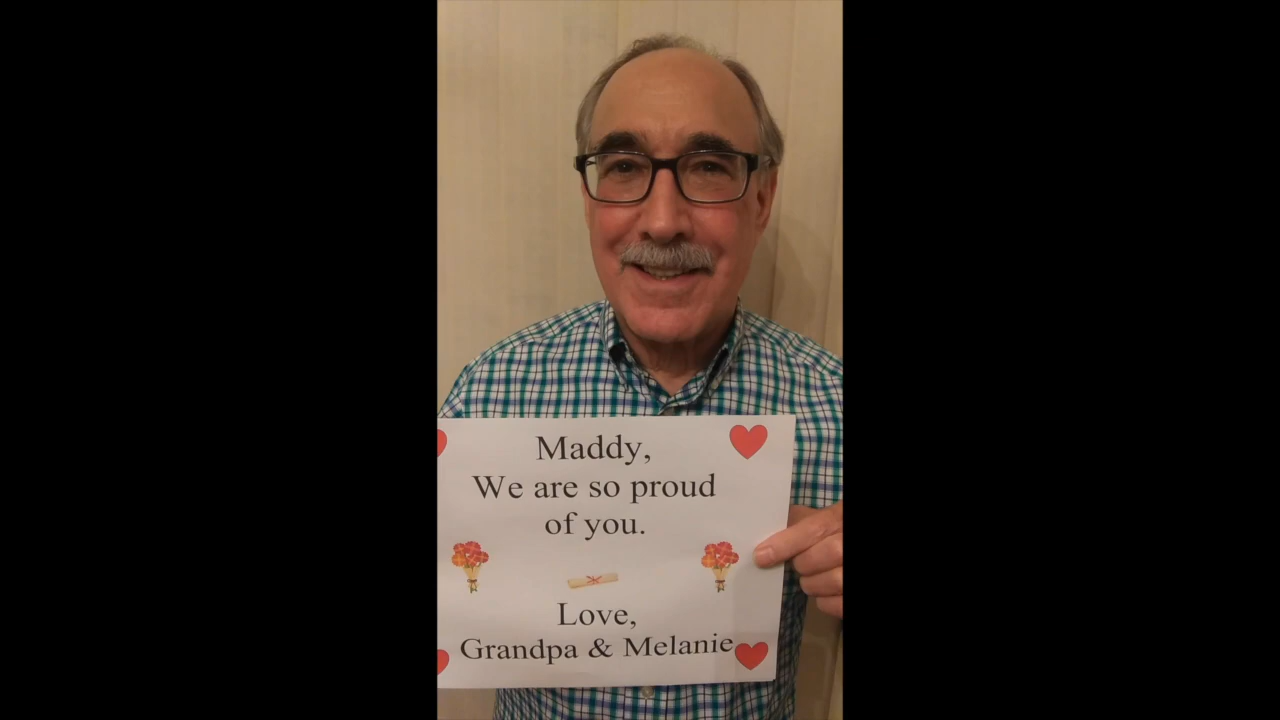 Maddy,
We are so proud
of you.
Love,
Grandpa & Melanie